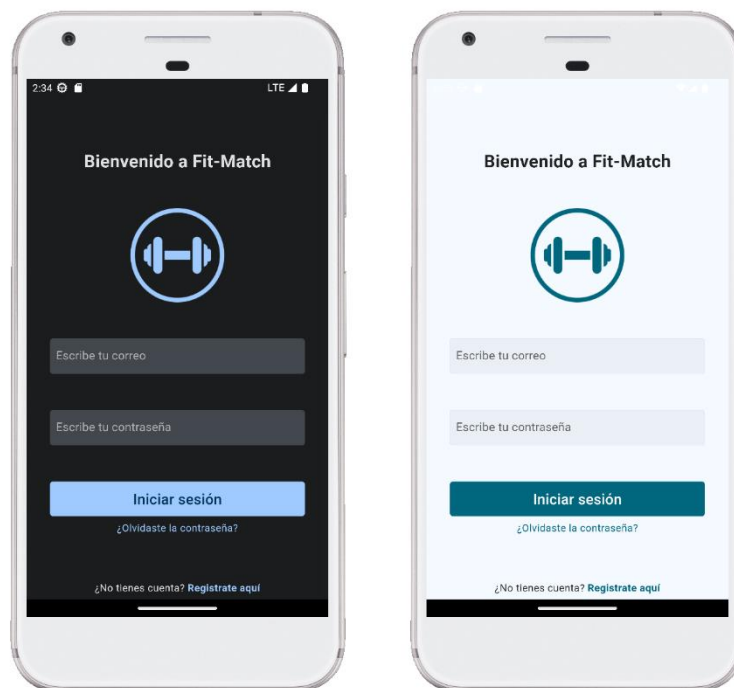 2:34 LTE
Bienvenido a Fit-Match
Escribe tu correo
Escribe tu contraseña
Iniciar sesión
¿Olvidaste la contraseña?
¿No tienes cuenta? Registrate aquí
Bienvenido a Fit-Match
Escribe tu correo
Escribe tu contraseña
Iniciar sesión
¿Olvidaste la contraseña?
¿No tienes cuenta? Registrate aquí